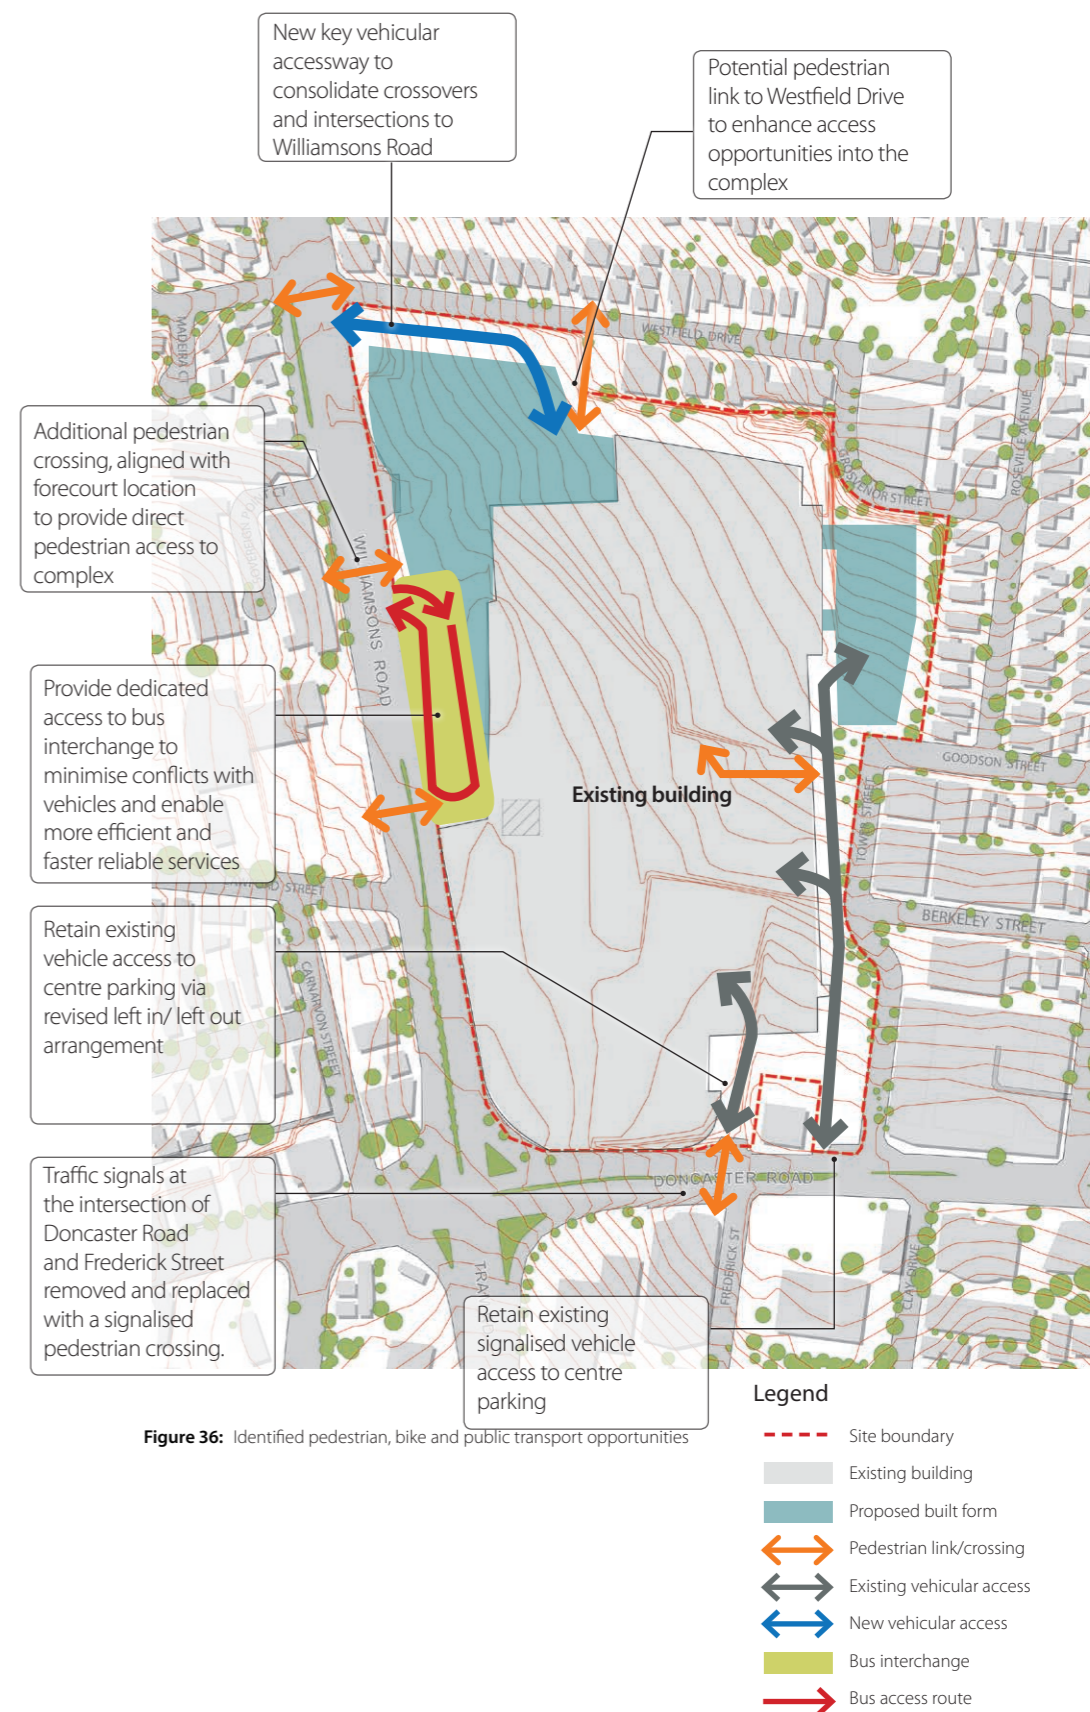 New key vehicular
accessway to
consolidate crossovers
and intersections to
Williamsons Road
Potential pedestrian
link to Westfield Drive
to enhance access
opportunities into the
complex
WESTFIELD DRIVE
MADERA CT
ROSEVILLE AVENUE
Additional pedestrian
crossing, aligned with
forecourt location
to provide direct
pedestrian access to
complex
CT
GROSVENOR STREET
WILLIAMSONS ROAD
Provide dedicated
access to bus
interchange to
minimise conflicts with
vehicles and enable
more efficient and
faster reliable services
Existing building
GOODSON STREET
TOWER STREET
STREET
BERKELEY STREET
Retain existing
vehicle access to
centre parking via
revised left in/ left out
arrangement
CARNARVON STREET
Traffic signals at
the intersection of
Doncaster Road
and Frederick Street
removed and replaced
with a signalised
pedestrian crossing.
DONCASTER ROAD
FREDERICK ST
CLAY DRIVE
Retain existing
signalised vehicle
access to centre
parking
Figure 36: Identified pedestrian, bike and public transport opportunities
Legend
Site boundary
Existing building
Proposed built form
Pedestrian link/crossing
Existing vehicular access
New vehicular access
Bus interchange
Bus access route